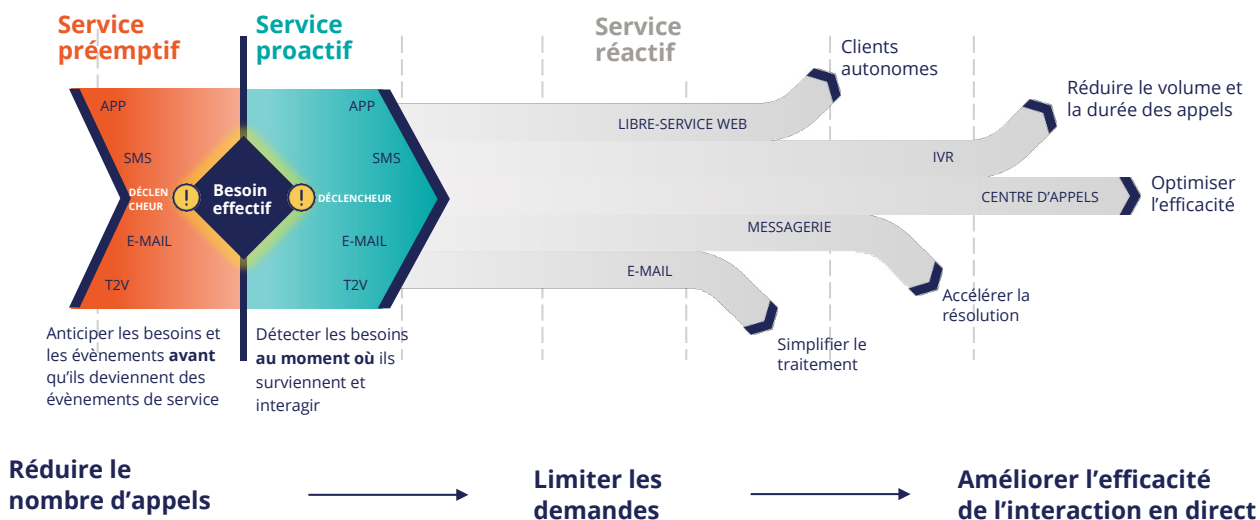 Service
préemptif
Service
proactif
Service
réactif
Clients
autonomes
Réduire le volume et
la durée des appels
APP
APP
LIBRE-SERVICE WEB
SMS
SMS
IVR
DÉCLEN
CHEUR
!
Besoin
effectif
!
DÉCLENCHEUR
CENTRE D’APPELS
Optimiser
l’efficacité
MESSAGERIE
E-MAIL
E-MAIL
E-MAIL
T2V
T2V
Accélérer la
résolution
Simplifier le
traitement
Anticiper les besoins et
les évènements avant
qu’ils deviennent des
évènements de service
Détecter les besoins
au moment où ils
surviennent et
interagir
Réduire le
nombre d’appels
Limiter les
demandes
Améliorer l’efficacité
de l’interaction en direct